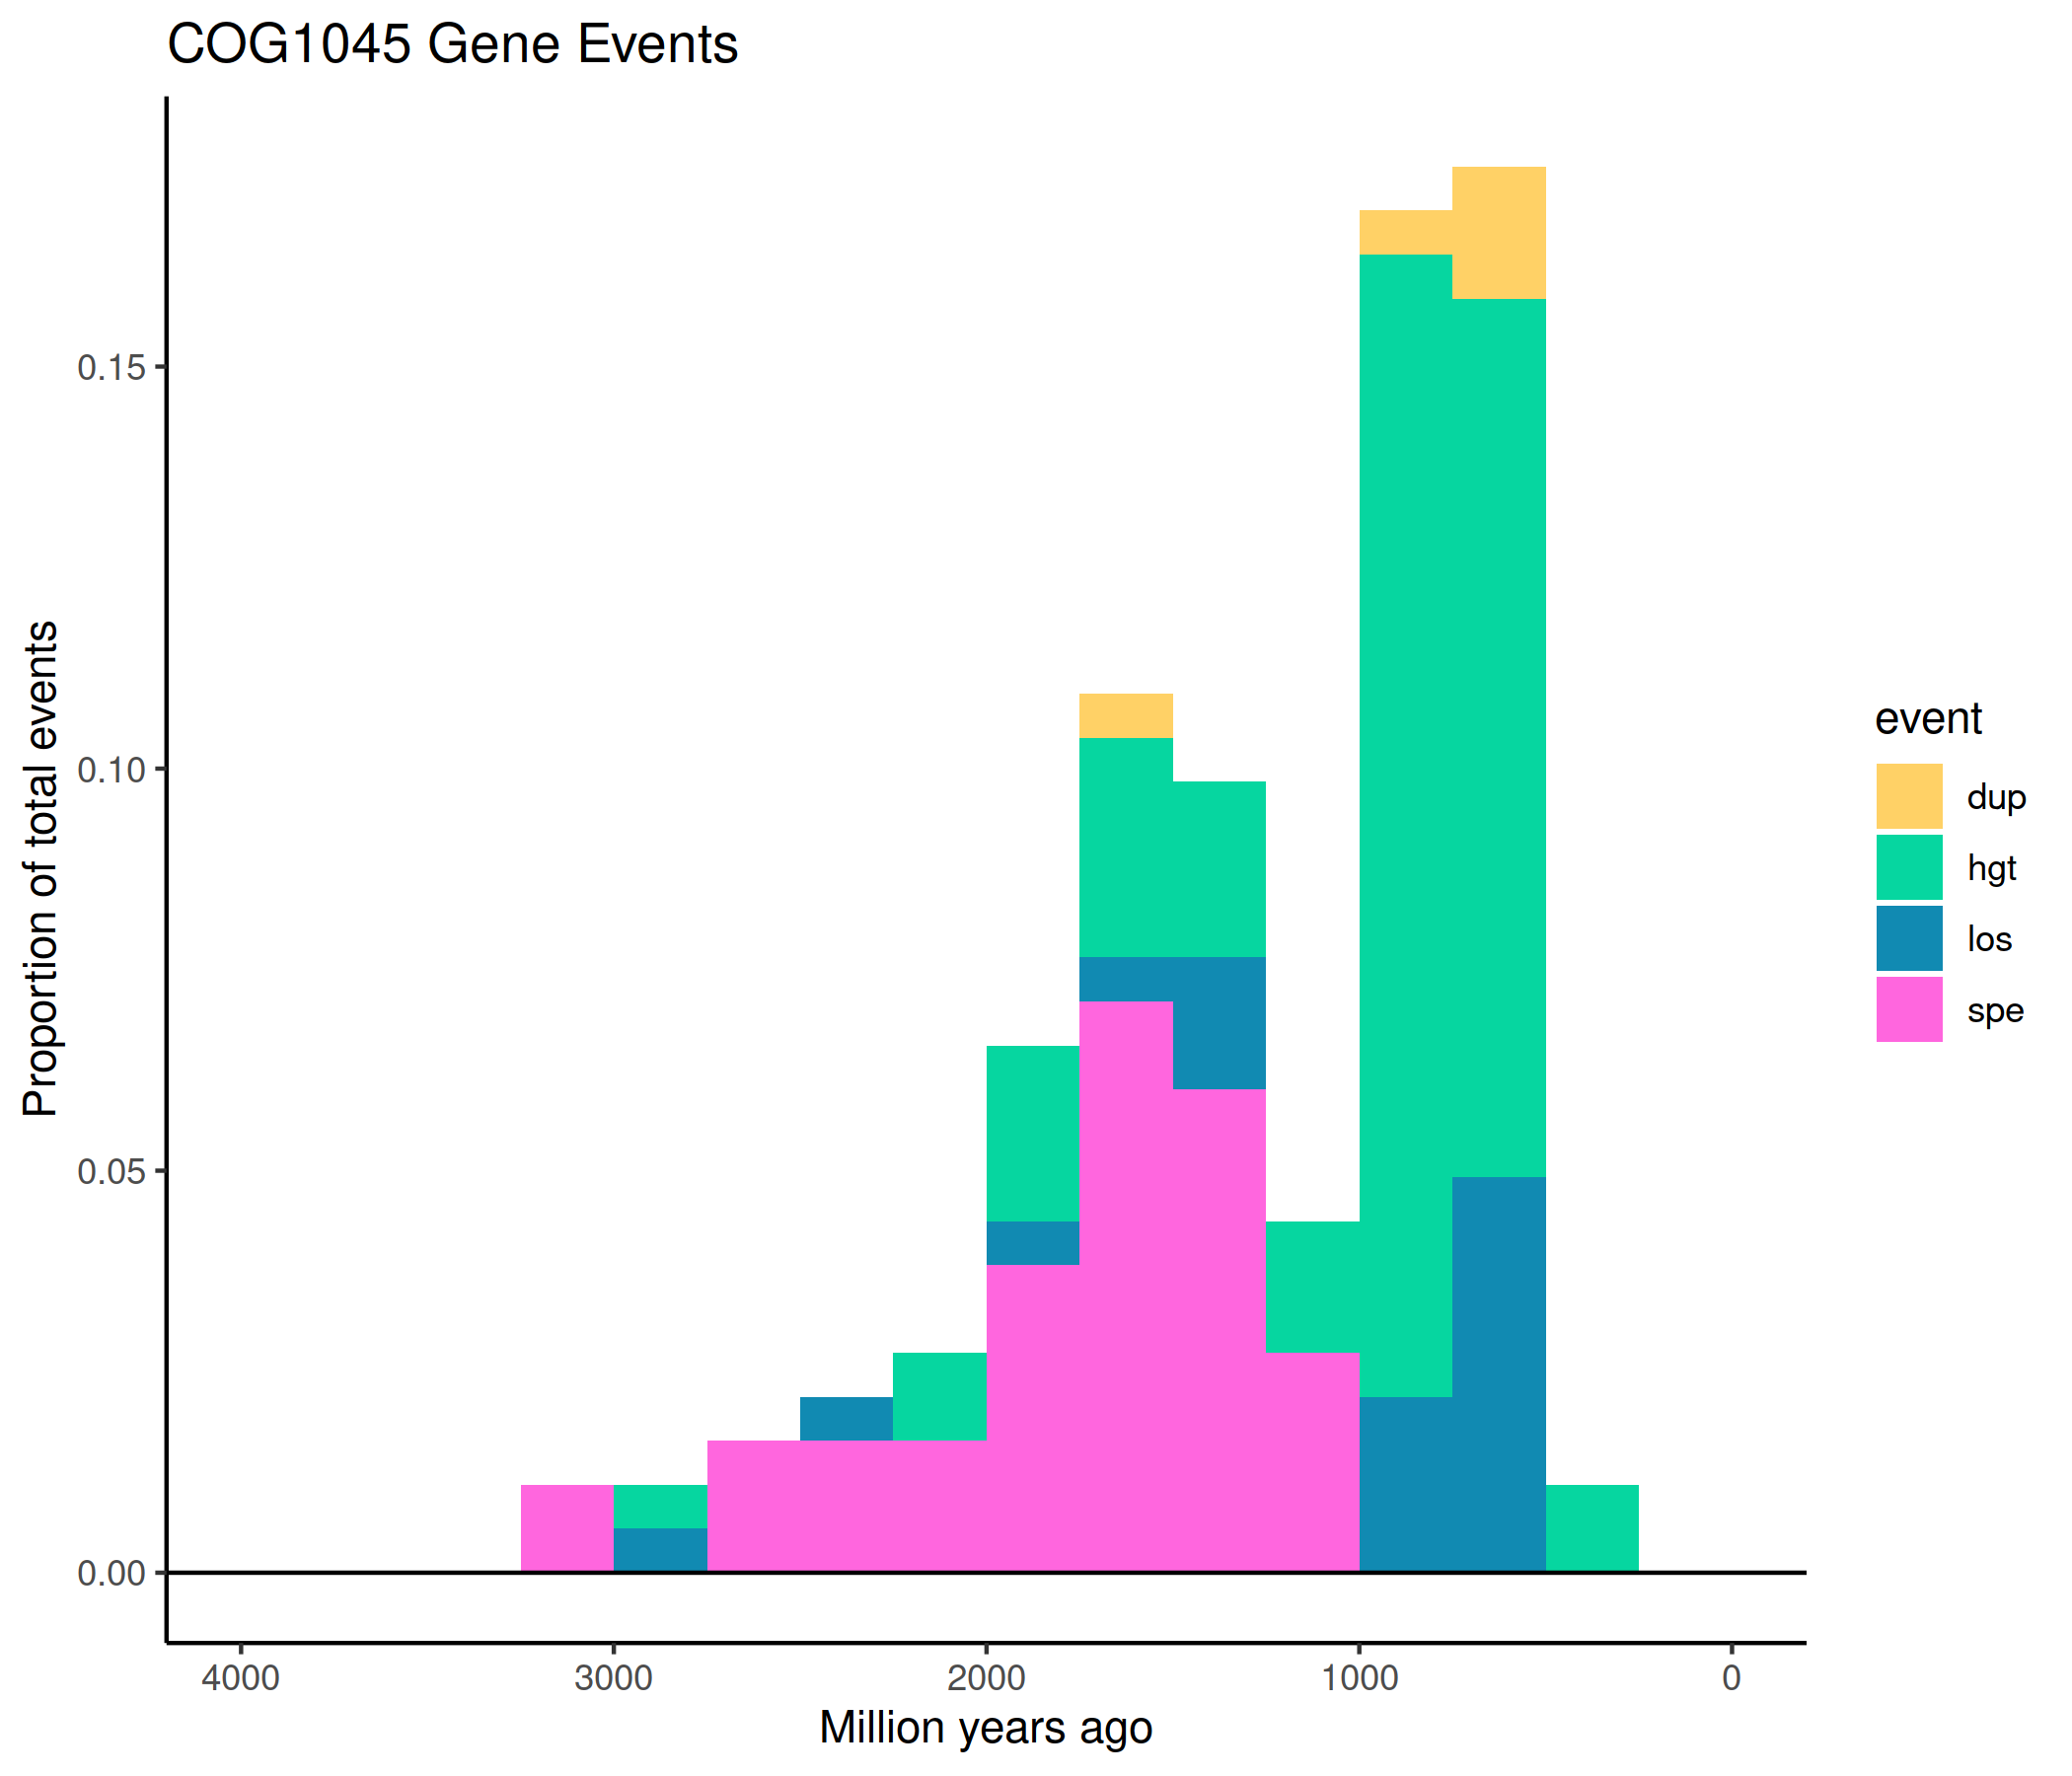 COG1045 Gene Events
Proportion of total events
0.15
0.10
0.05
0.00
4000 3000 2000 1000 0
Million years ago
event
dup
hgt
los
spe